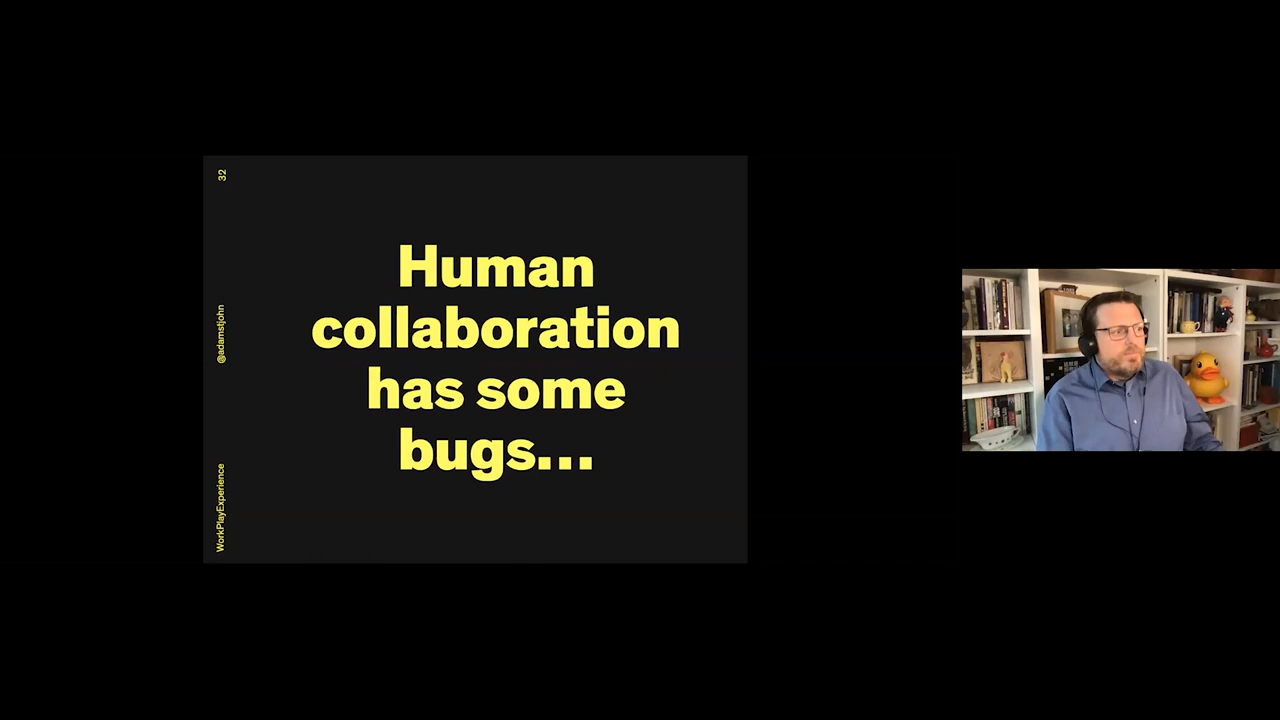 32
@adamstjohn
WorkPlayExperience
Human
collaboration
has some
bugs...